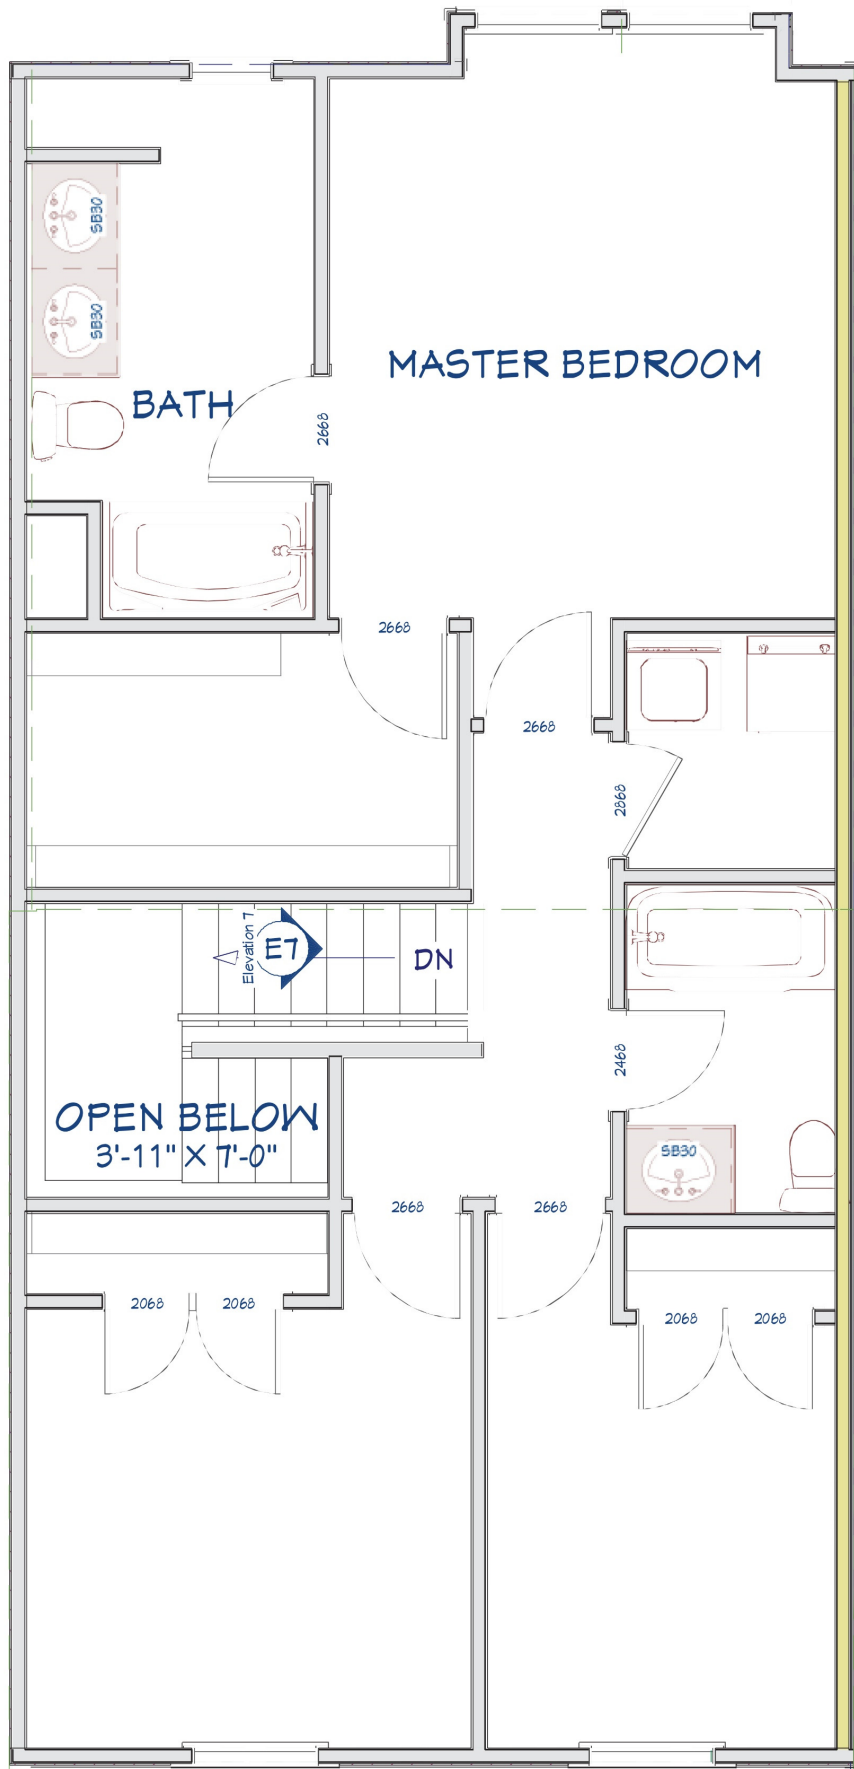 SB30
SB30
MASTER BEDROOM
BATH
2668
2668
2668
2868
Elevation 7
E7
DN
2468
OPEN BELOW
3'-11" X 7'-0"
SB30
2668
2668
2068
2068
2068
2068